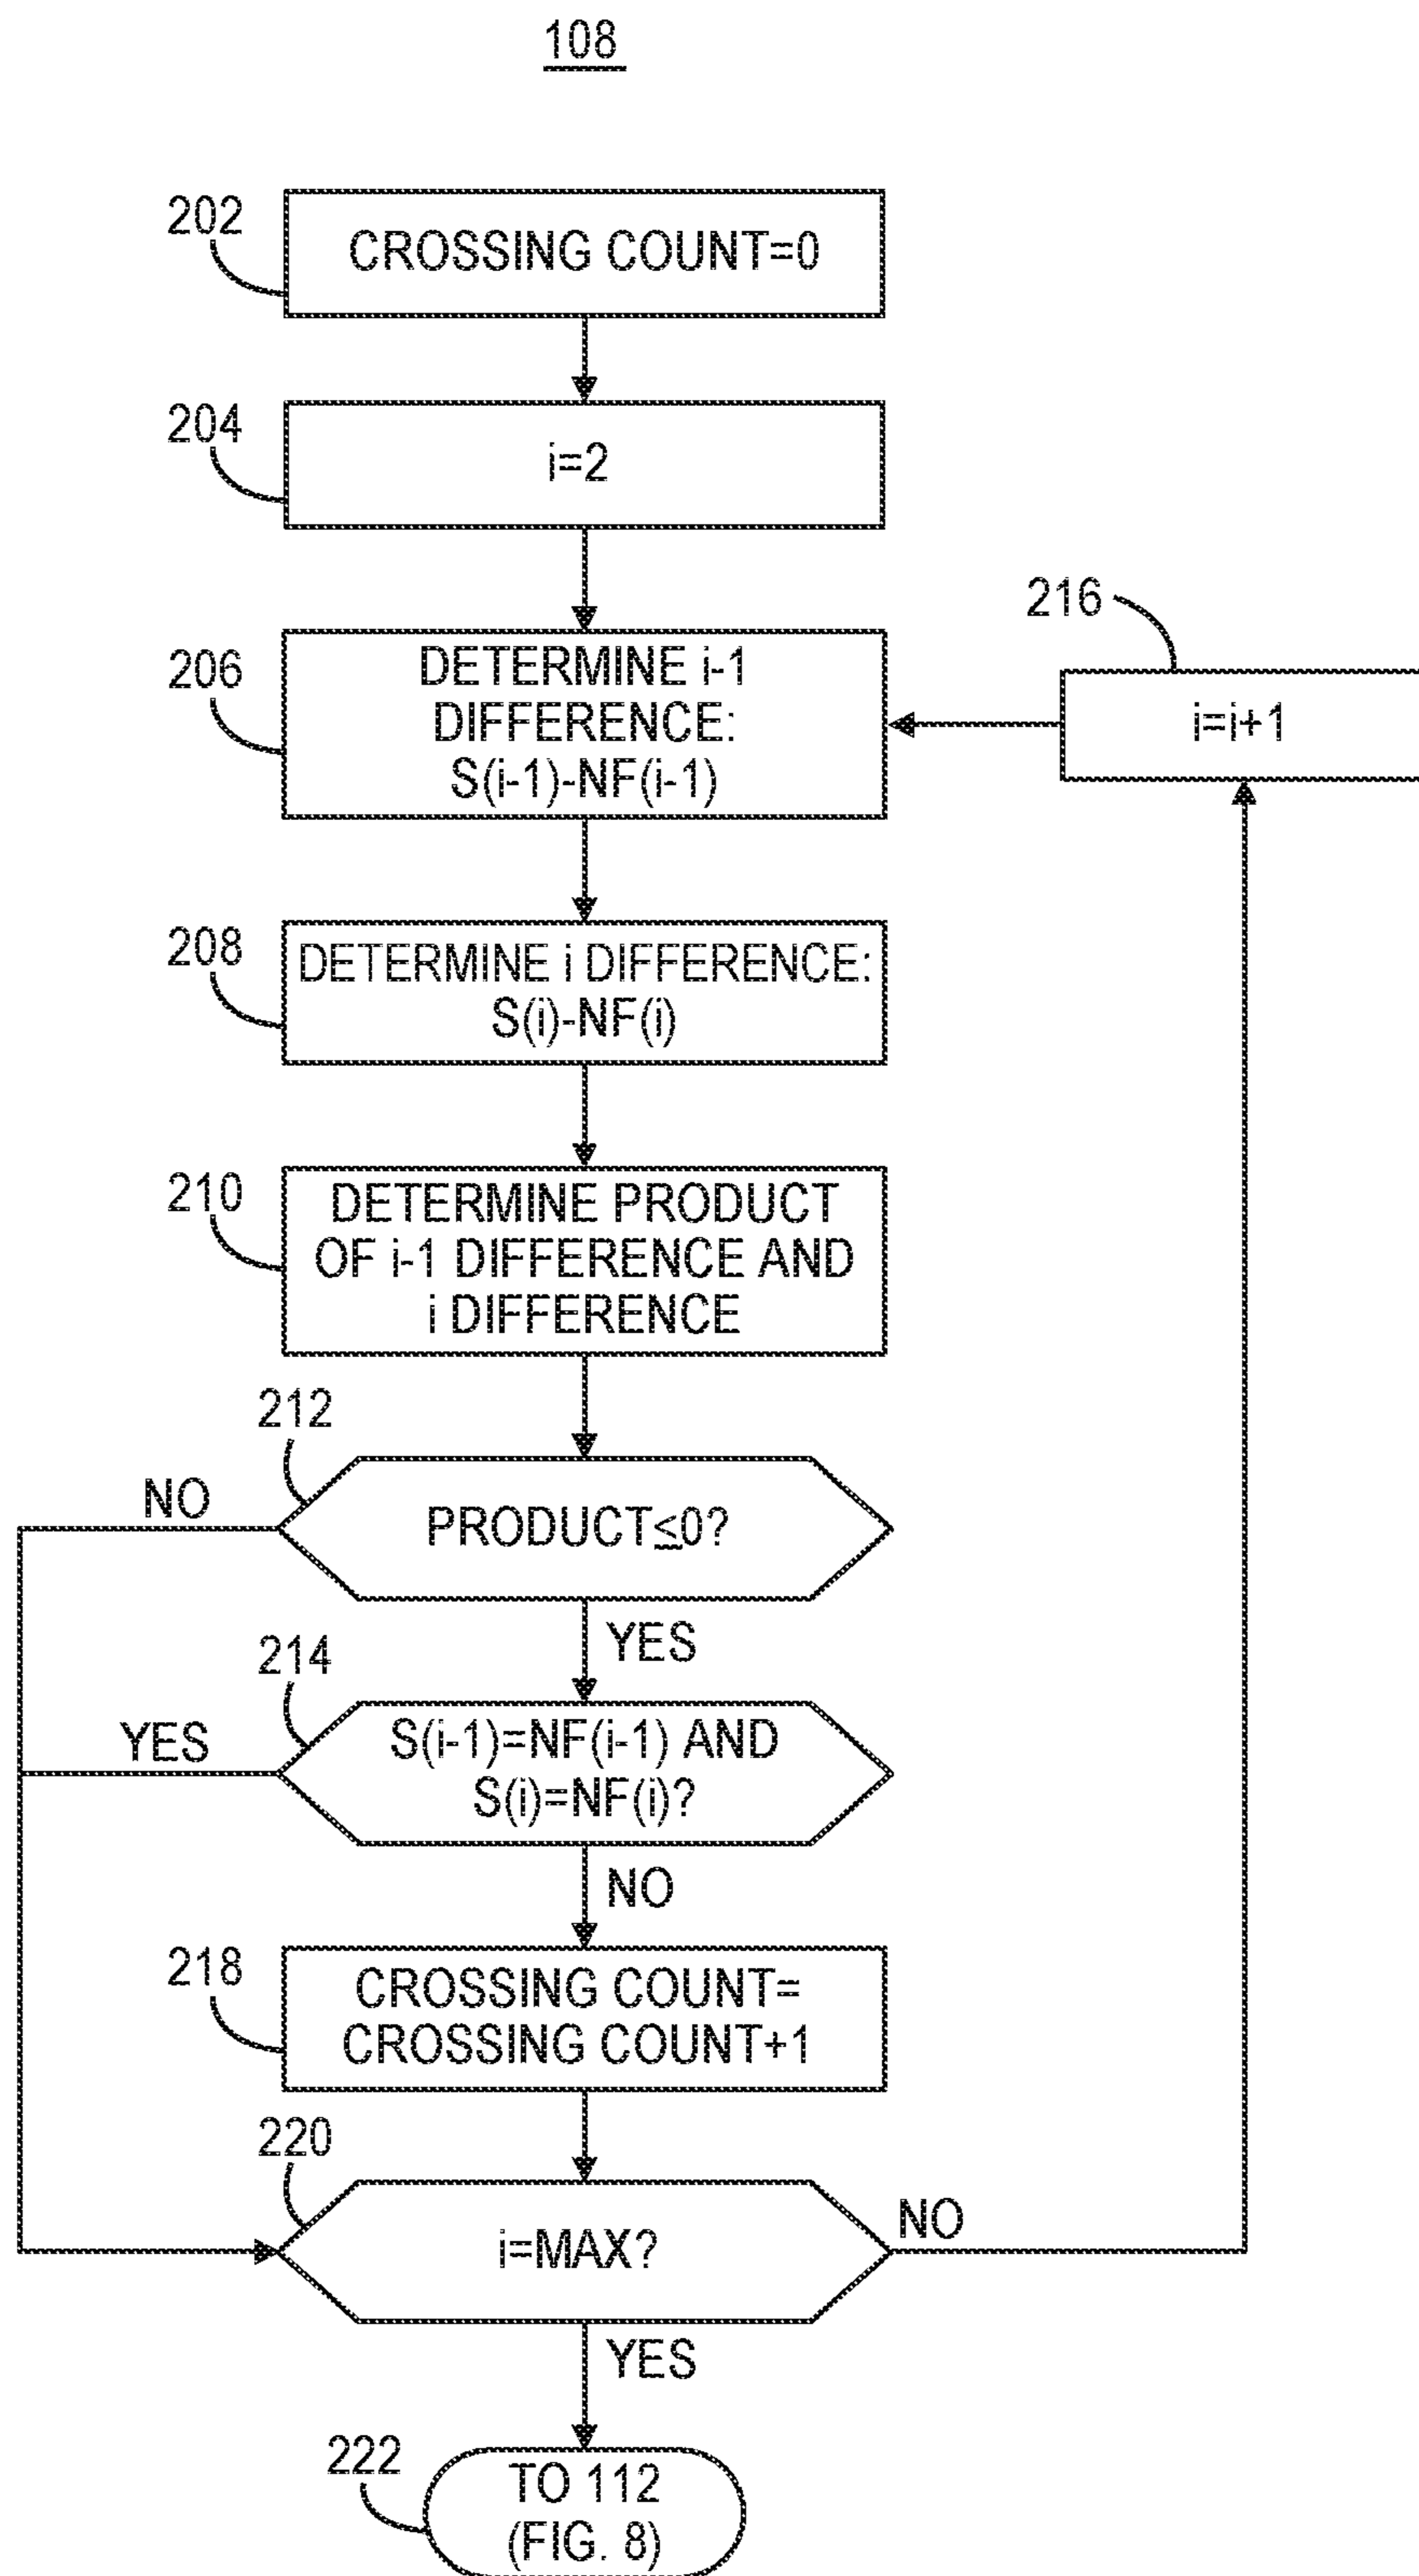 108
202
CROSSING COUNT=0
204
i=2
206
DETERMINE i-1
DIFFERENCE:
S(i-1)-NF(i-1)
216
i=i+1
208
DETERMINE i DIFFERENCE:
S(i)-NF(i)
210
DETERMINE PRODUCT
OF i-1 DIFFERENCE AND
i DIFFERENCE
212
NO
PRODUCT≤0?
YES
214
YES
S(i-1)=NF(i-1) AND
S(i)=NF(i)?
NO
218
CROSSING COUNT=
CROSSING COUNT+1
220
i=MAX?
NO
YES
222
TO 112
(FIG. 8)